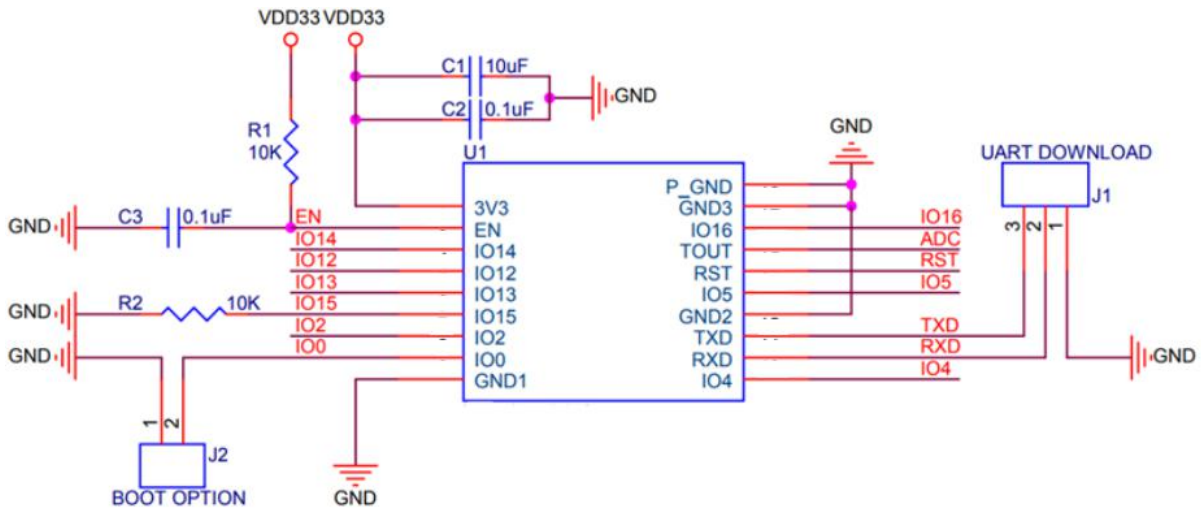 VDD33 VDD33
C1 10uF
GND
C2 0.1uF
R1
10K
U1
GND
UART DOWNLOAD
J1
3 2 1
P_GND
GND3
3V3
GND C3 0.1uF EN EN
IO16 IO16
IO14 IO14
TOUT ADC
IO12 IO12
RST RST
IO13 IO13
IO5 IO5
GND R2 10K IO15 IO15
GND2
IO2 IO2
TXD TXD
GND IO0 IO0
RXD RXD
GND
GND1
IO4 IO4
1 2
J2
BOOT OPTION
GND